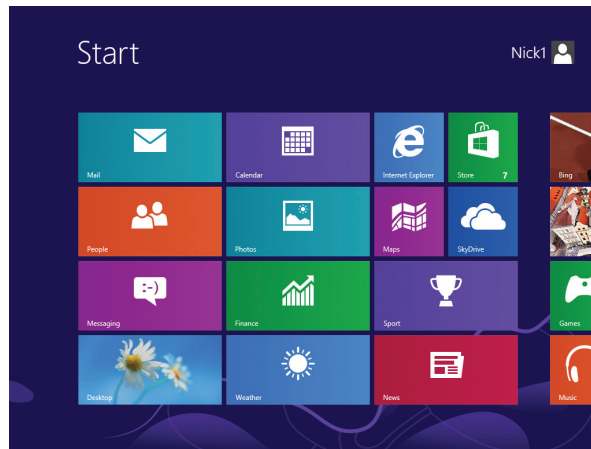 Start
Nick1
Mail
Calendar
Internet Explorer
Store 7
Bing
People
Photos
Maps
SkyDrive
Messaging
:-)
Finance
Sport
Games
Desktop
Weather
News
Music